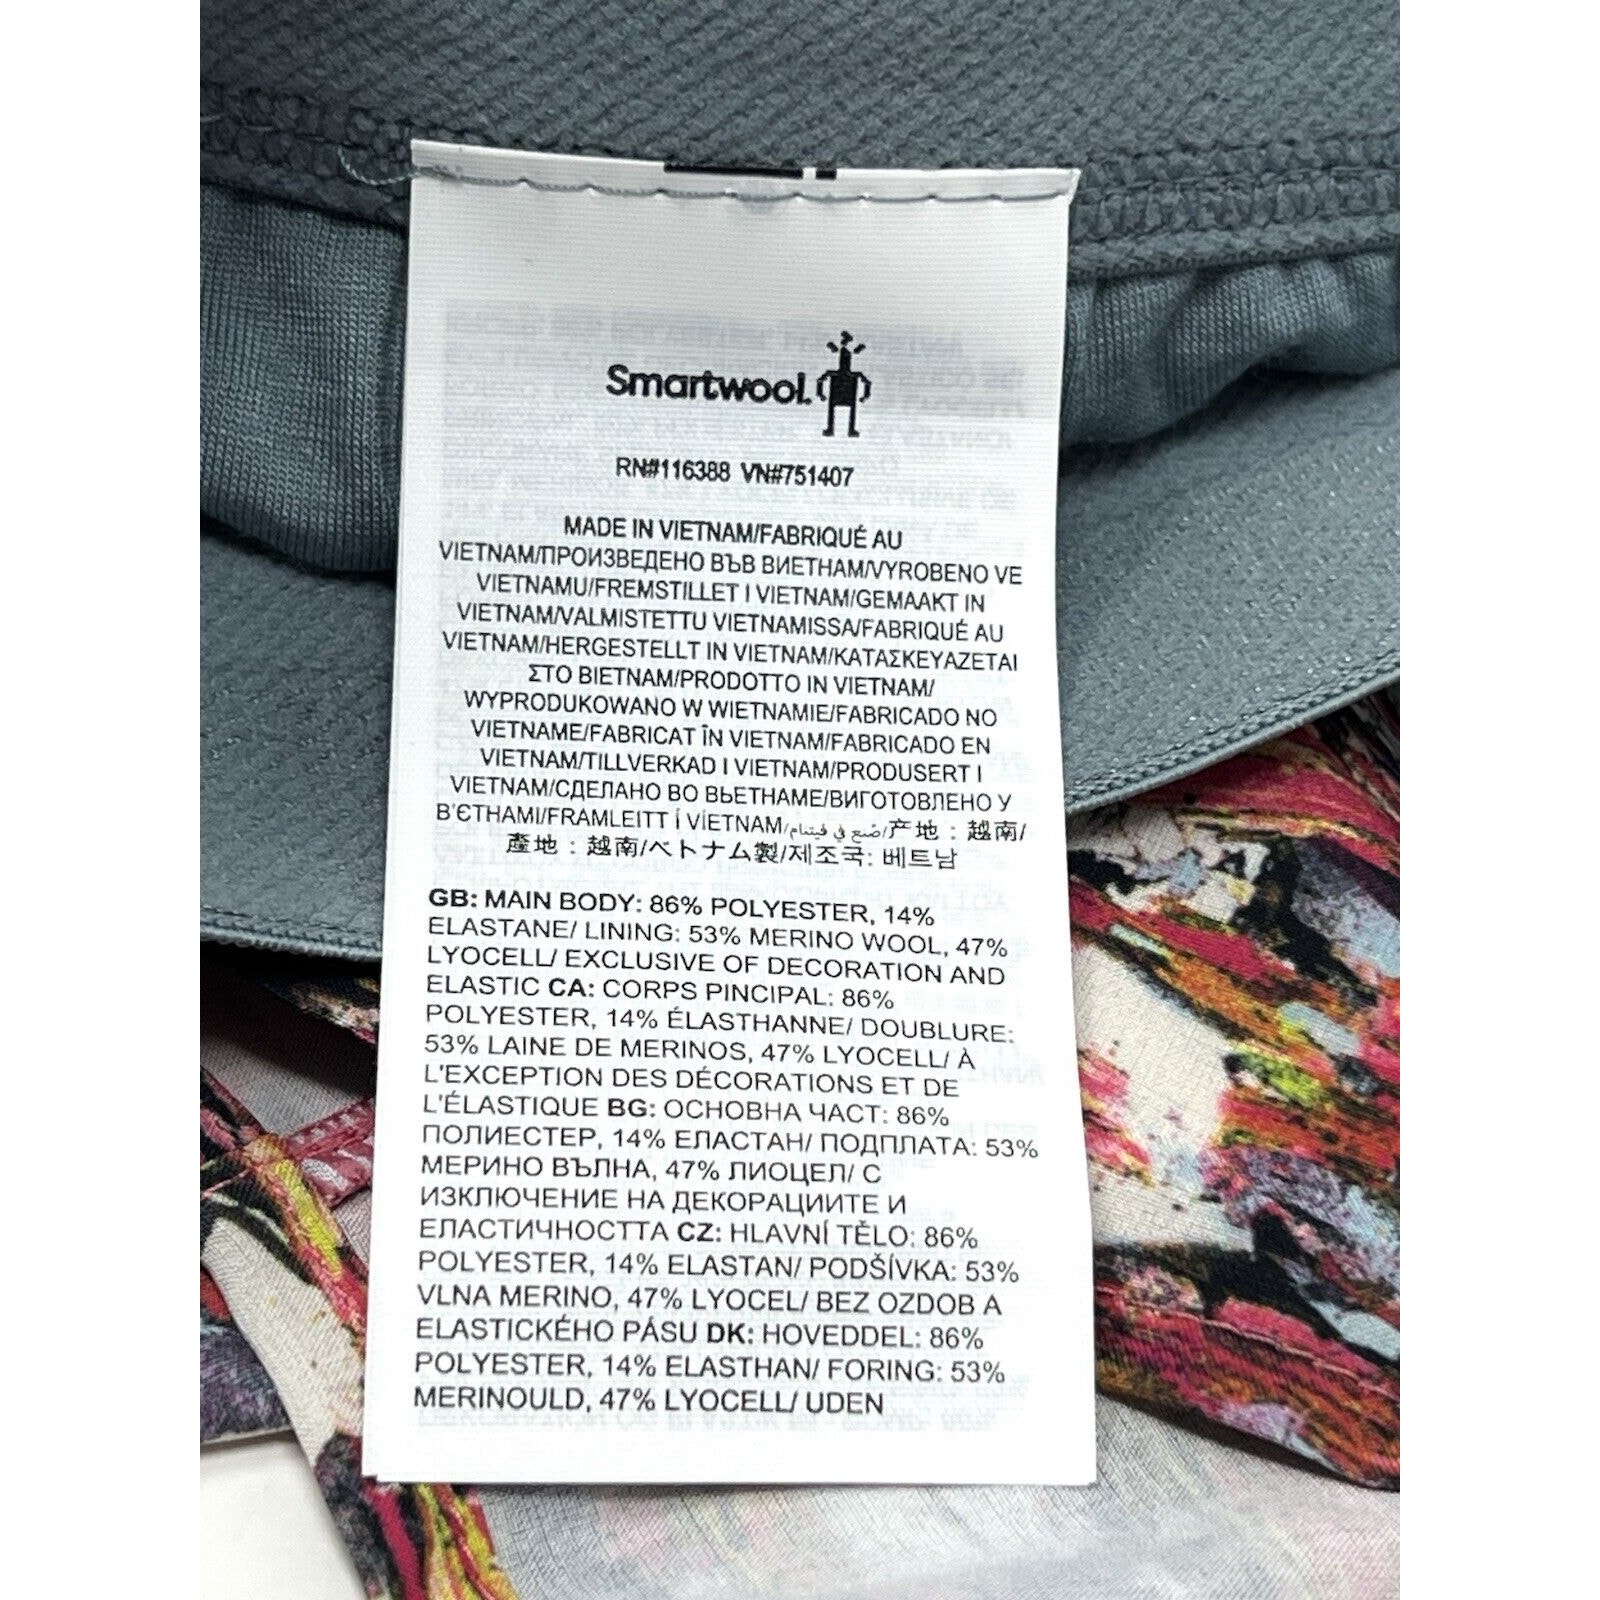 Smartwool.
RN#116388 VN#751407
MADE IN VIETNAM/FABRIQUÉ AU
VIETNAM/ПРОИЗВЕДЕНО ВЪВ ВИЕТНАМ/VYROBENO VE
VIETNAMU/FREMSTILLET I VIETNAM/GEMAAKT IN
VIETNAM/VALMISTETTU VIETNAMISSA/FABRIQUÉ AU
VIETNAM/HERGESTELLT IN VIETNAM/ΚΑΤΑΣΚΕΥΑΖΕΤΑΙ
ΣΤΟ ΒΙΕΤΝΑΜ/PRODOTTO IN VIETNAM/
WYPRODUKOWANO W WIETNAMIE/FABRICADO NO
VIETNAME/FABRICAT ÎN VIETNAM/FABRICADO EN
VIETNAM/TILLVERKAD I VIETNAM/PRODUSERT I
VIETNAM/СДЕЛАНО ВО ВЬЕТНАМЕ/ВИГОТОВЛЕНО У
В'ЄТНАМІ/FRAMLEITT Í VÍETNAM/صُنع في فيتنام/产地：越南/
產地：越南/ベトナム製/제조국: 베트남
GB: MAIN BODY: 86% POLYESTER, 14%
ELASTANE/ LINING: 53% MERINO WOOL, 47%
LYOCELL/ EXCLUSIVE OF DECORATION AND
ELASTIC CA: CORPS PINCIPAL: 86%
POLYESTER, 14% ÉLASTHANNE/ DOUBLURE:
53% LAINE DE MERINOS, 47% LYOCELL/ À
L'EXCEPTION DES DÉCORATIONS ET DE
L'ÉLASTIQUE BG: ОСНОВНА ЧАСТ: 86%
ПОЛИЕСТЕР, 14% ЕЛАСТАН/ ПОДПЛАТА: 53%
МЕРИНО ВЪЛНА, 47% ЛИОЦЕЛ/ С
ИЗКЛЮЧЕНИЕ НА ДЕКОРАЦИИТЕ И
ЕЛАСТИЧНОСТТА CZ: HLAVNÍ TĚLO: 86%
POLYESTER, 14% ELASTAN/ PODŠÍVKA: 53%
VLNA MERINO, 47% LYOCEL/ BEZ OZDOB A
ELASTICKÉHO PÁSU DK: HOVEDDEL: 86%
POLYESTER, 14% ELASTHAN/ FORING: 53%
MERINOULD, 47% LYOCELL/ UDEN